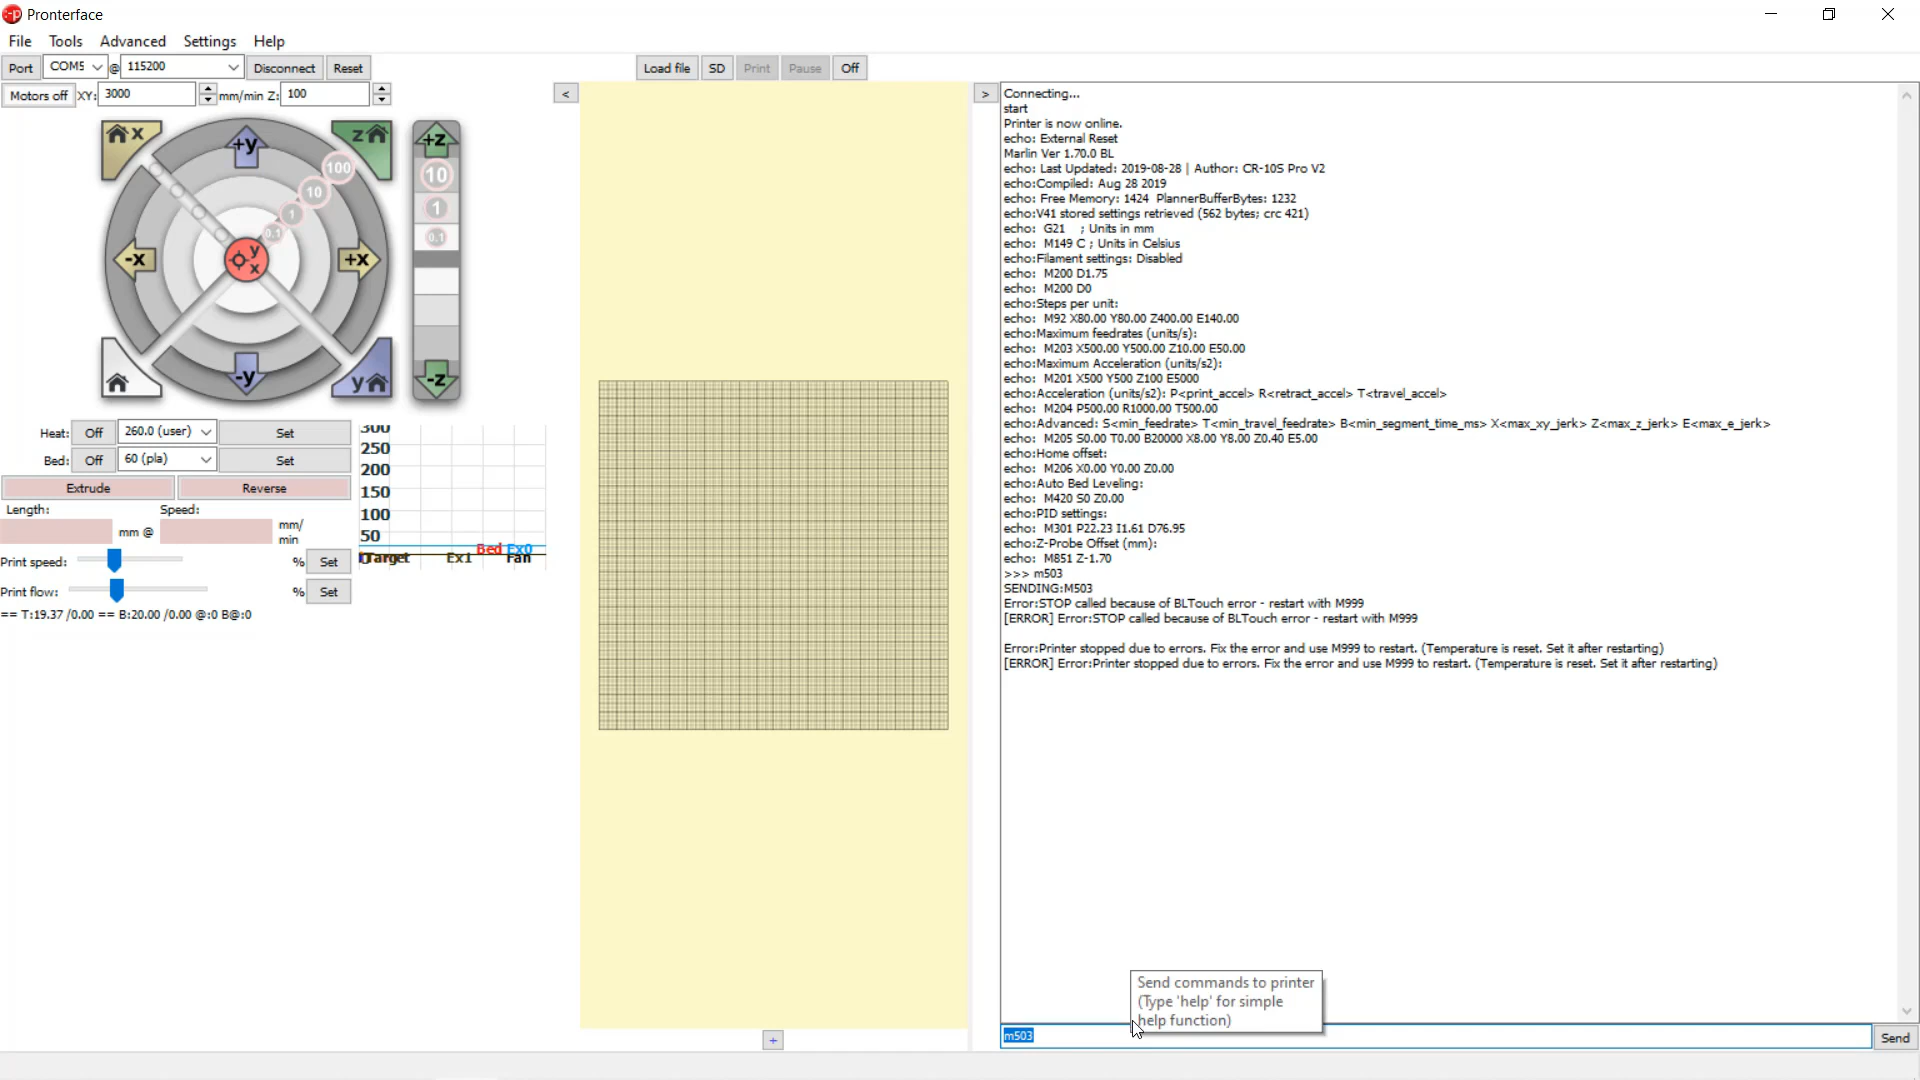 Pronterface
File Tools Advanced Settings Help
Port COM5 @ 115200 Disconnect Reset Load file SD Print Pause Off
Motors off XY: 3000 mm/min Z: 100
< >
x z
+y +z
100 10
10 1
1 0.1
0.1
-x y x +x
-y -z
y
Heat: Off 260.0 (user) Set
Bed: Off 60 (pla) Set
Extrude Reverse
Length: Speed:
mm @ mm/
min
Print speed: % Set
Print flow: % Set
== T:19.37 /0.00 == B:20.00 /0.00 @:0 B@:0
300
250
200
150
100
50
Bed Ex0
Target Ex1 Fan
+
Connecting...
start
Printer is now online.
echo: External Reset
Marlin Ver 1.70.0 BL
echo: Last Updated: 2019-08-28 | Author: CR-10S Pro V2
echo:Compiled: Aug 28 2019
echo: Free Memory: 1424 PlannerBufferBytes: 1232
echo:V41 stored settings retrieved (562 bytes; crc 421)
echo: G21 ; Units in mm
echo: M149 C ; Units in Celsius
echo:Filament settings: Disabled
echo: M200 D1.75
echo: M200 D0
echo:Steps per unit:
echo: M92 X80.00 Y80.00 Z400.00 E140.00
echo:Maximum feedrates (units/s):
echo: M203 X500.00 Y500.00 Z10.00 E50.00
echo:Maximum Acceleration (units/s2):
echo: M201 X500 Y500 Z100 E5000
echo:Acceleration (units/s2): P<print_accel> R<retract_accel> T<travel_accel>
echo: M204 P500.00 R1000.00 T500.00
echo:Advanced: S<min_feedrate> T<min_travel_feedrate> B<min_segment_time_ms> X<max_xy_jerk> Z<max_z_jerk> E<max_e_jerk>
echo: M205 S0.00 T0.00 B20000 X8.00 Y8.00 Z0.40 E5.00
echo:Home offset:
echo: M206 X0.00 Y0.00 Z0.00
echo:Auto Bed Leveling:
echo: M420 S0 Z0.00
echo:PID settings:
echo: M301 P22.23 I1.61 D76.95
echo:Z-Probe Offset (mm):
echo: M851 Z-1.70
>>> m503
SENDING:M503
Error:STOP called because of BLTouch error - restart with M999
[ERROR] Error:STOP called because of BLTouch error - restart with M999
Error:Printer stopped due to errors. Fix the error and use M999 to restart. (Temperature is reset. Set it after restarting)
[ERROR] Error:Printer stopped due to errors. Fix the error and use M999 to restart. (Temperature is reset. Set it after restarting)
Send commands to printer
(Type 'help' for simple
help function)
m503 Send